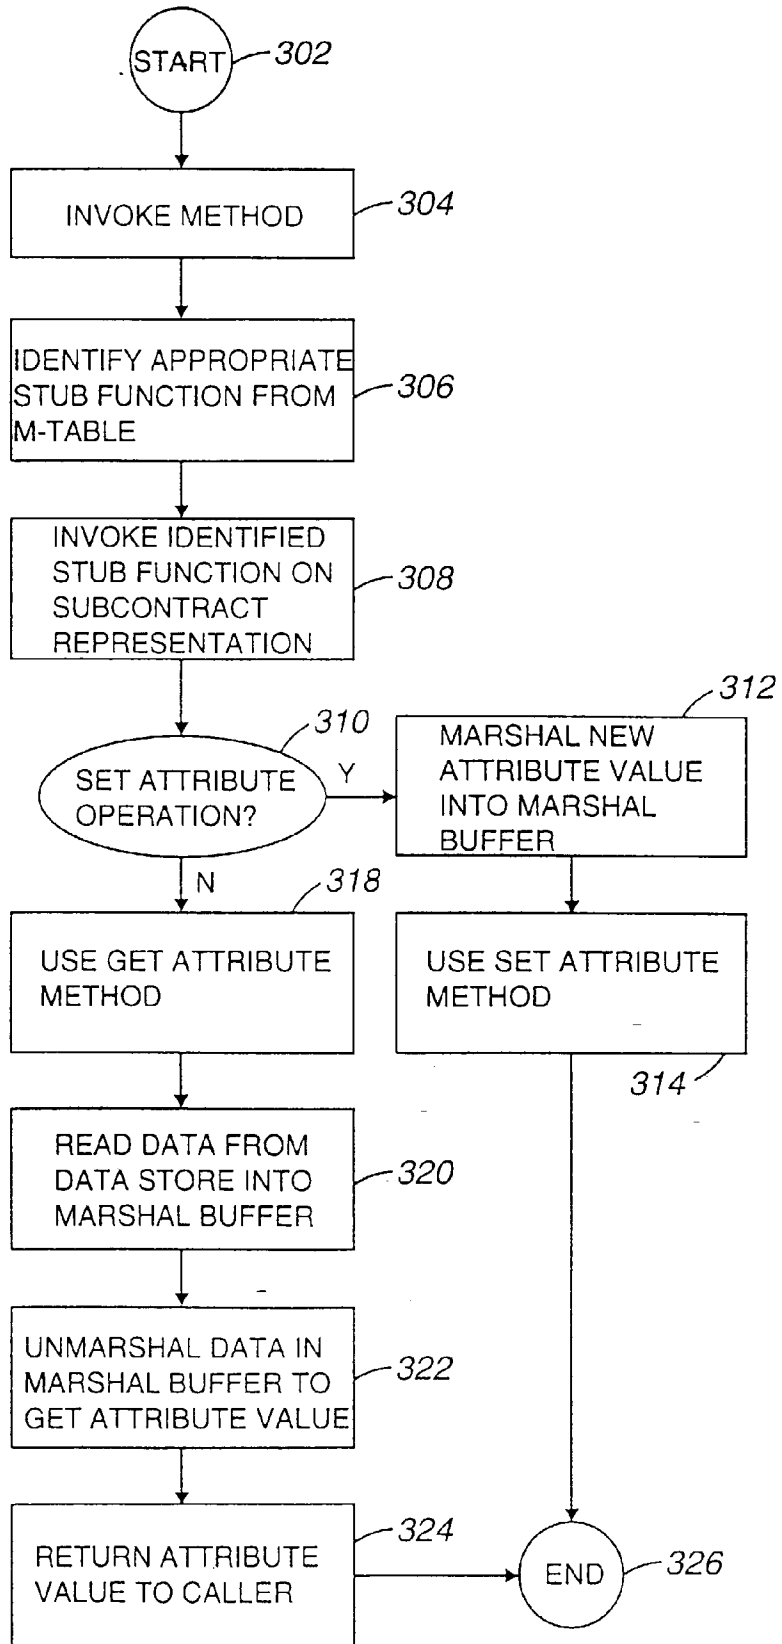 START
302
INVOKE METHOD
304
IDENTIFY APPROPRIATE
STUB FUNCTION FROM
M-TABLE
306
INVOKE IDENTIFIED
STUB FUNCTION ON
SUBCONTRACT
REPRESENTATION
308
310
SET ATTRIBUTE
OPERATION?
Y
N
312
MARSHAL NEW
ATTRIBUTE VALUE
INTO MARSHAL
BUFFER
318
USE GET ATTRIBUTE
METHOD
USE SET ATTRIBUTE
METHOD
314
READ DATA FROM
DATA STORE INTO
MARSHAL BUFFER
320
UNMARSHAL DATA IN
MARSHAL BUFFER TO
GET ATTRIBUTE VALUE
322
RETURN ATTRIBUTE
VALUE TO CALLER
324
END
326